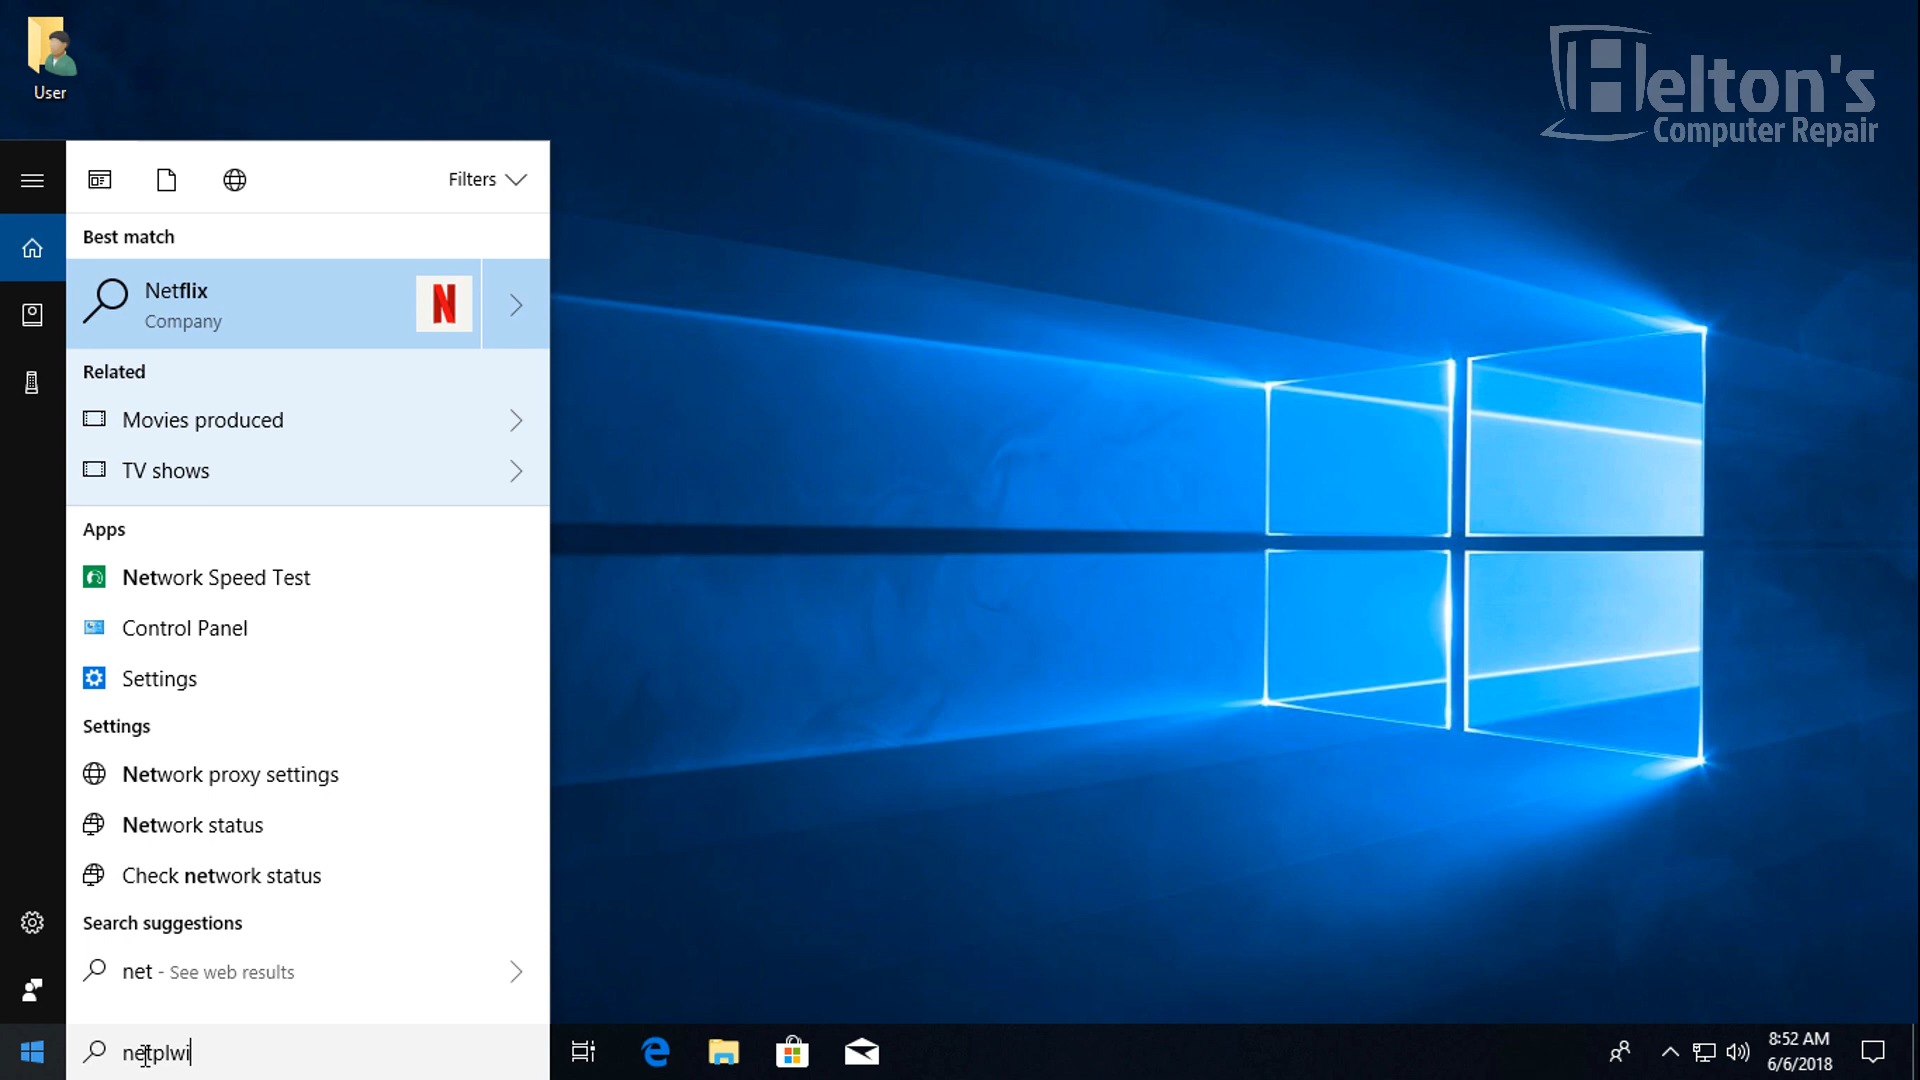 User
Helton's
Computer Repair
Filters
Best match
Netflix
Company
N
Related
Movies produced
TV shows
Apps
Network Speed Test
Control Panel
Settings
Settings
Network proxy settings
Network status
Check network status
Search suggestions
net - See web results
netplwi
8:52 AM
6/6/2018